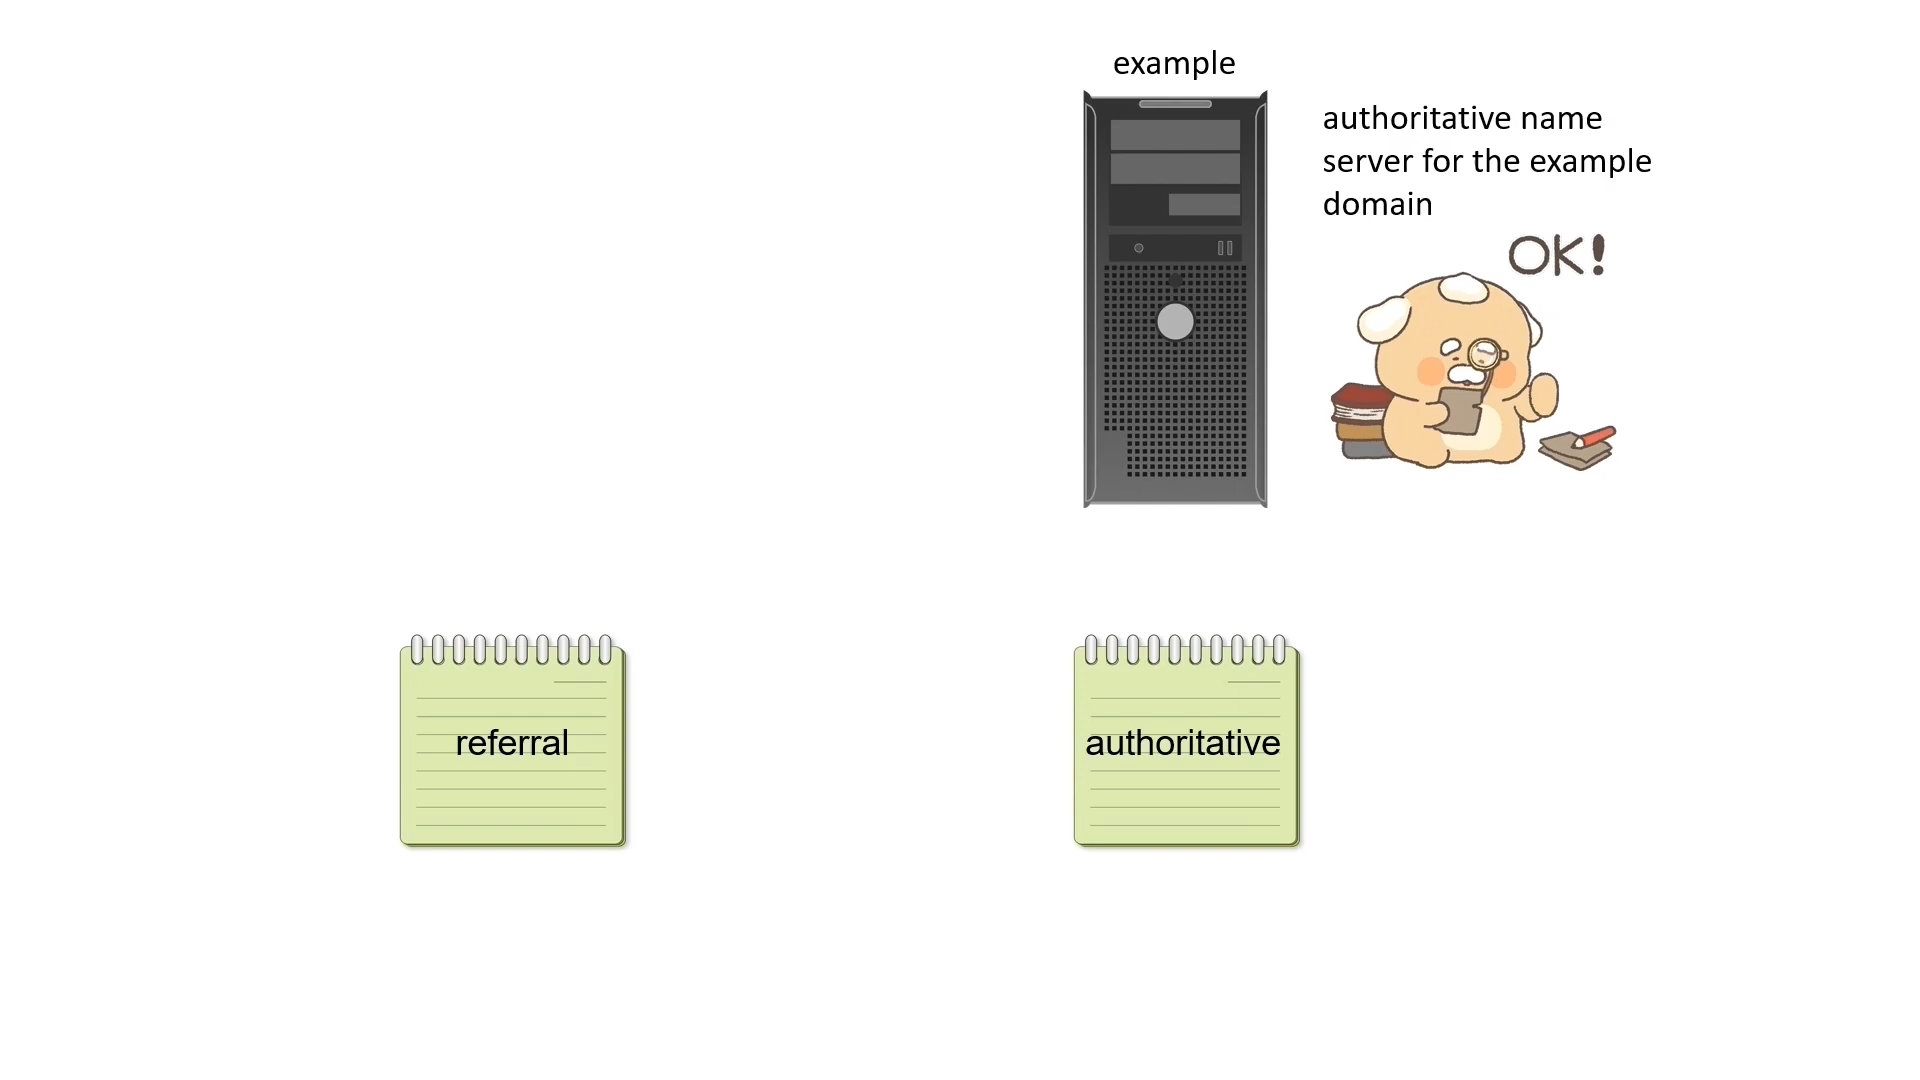 example
authoritative name
server for the example
domain
OK!
referral
authoritative